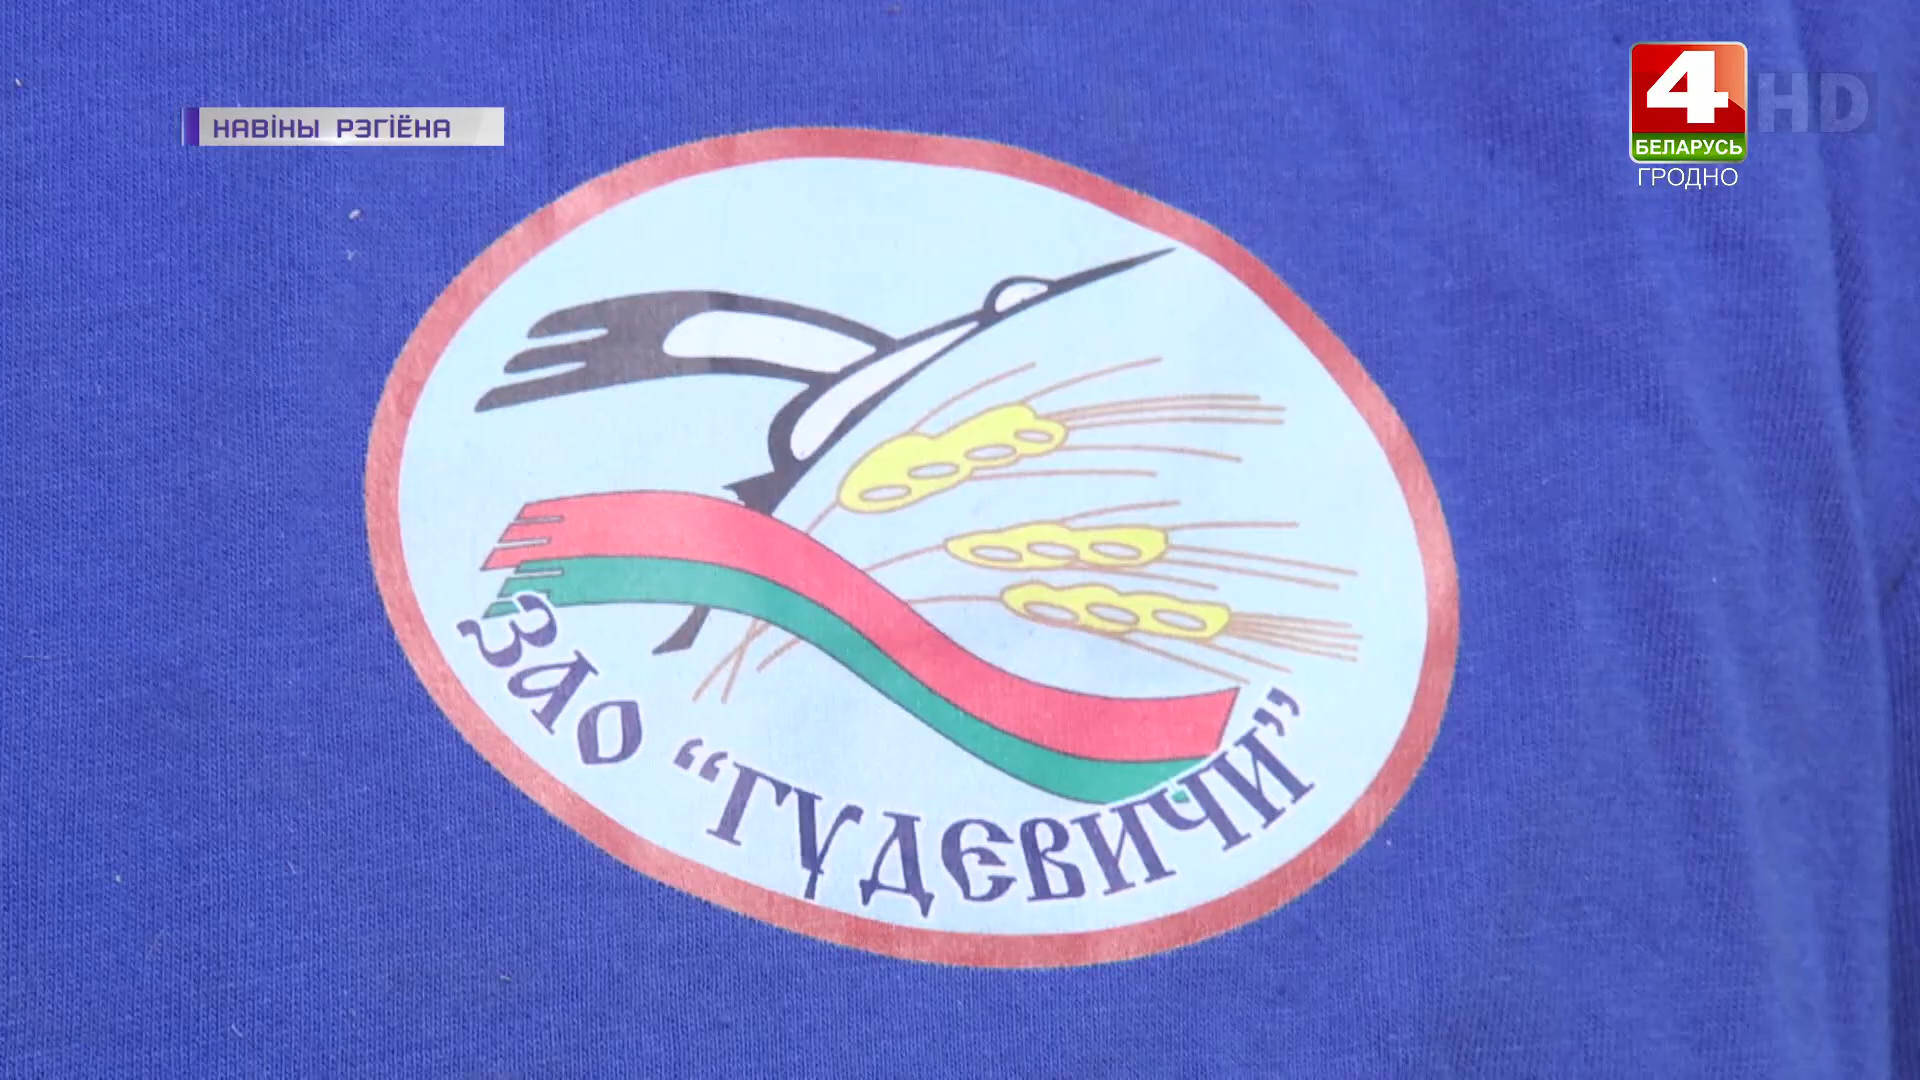 НАВІНЫ РЭГІЁНА
4 HD
БЕЛАРУСЬ
ГРОДНО
ЗАО “ГУДЕВИЧИ”